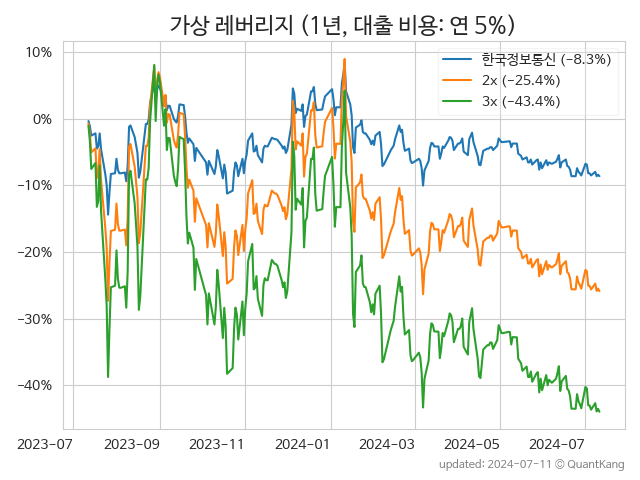 가상 레버리지 (1년, 대출 비용: 연 5%)
10%
0%
−10%
−20%
−30%
−40%
한국정보통신 (−8.3%)
2x (−25.4%)
3x (−43.4%)
2023-07 2023-09 2023-11 2024-01 2024-03 2024-05 2024-07
updated: 2024-07-11 © QuantKang